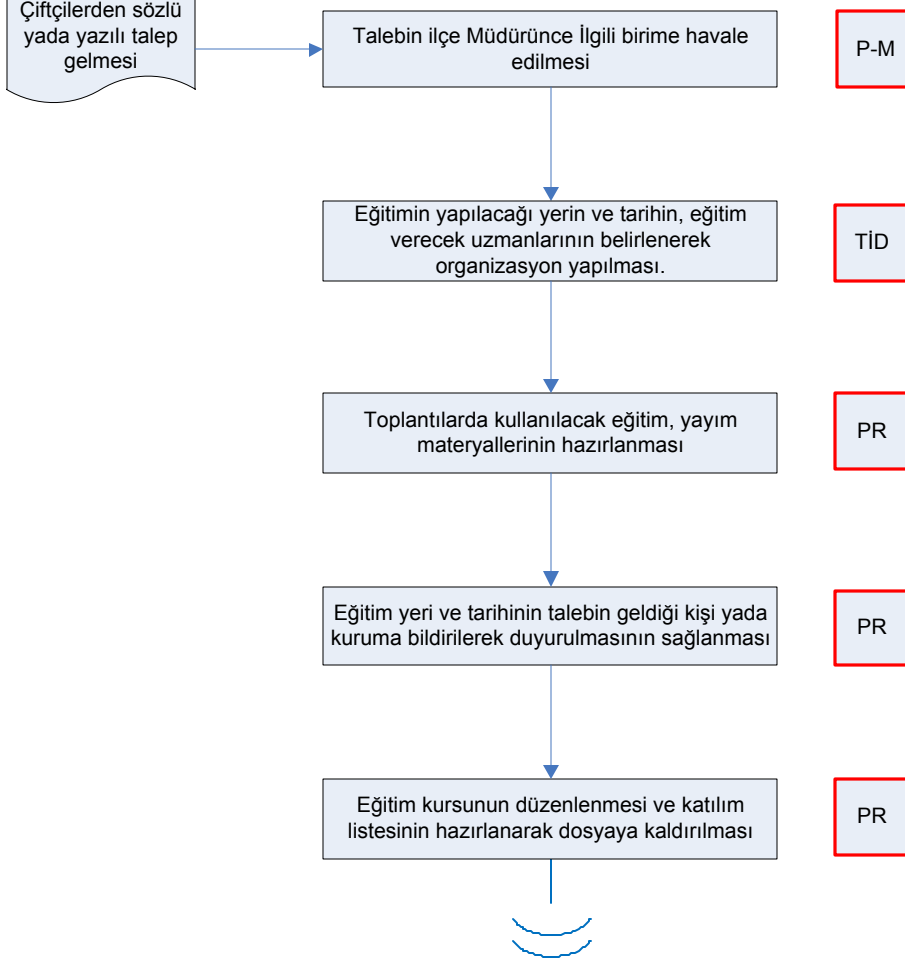 Çiftçilerden sözlü
yada yazılı talep
gelmesi
Talebin ilçe Müdürünce İlgili birime havale
edilmesi
P-M
Eğitimin yapılacağı yerin ve tarihin, eğitim
verecek uzmanlarının belirlenerek
organizasyon yapılması.
TİD
Toplantılarda kullanılacak eğitim, yayım
materyallerinin hazırlanması
PR
Eğitim yeri ve tarihinin talebin geldiği kişi yada
kuruma bildirilerek duyurulmasının sağlanması
PR
Eğitim kursunun düzenlenmesi ve katılım
listesinin hazırlanarak dosyaya kaldırılması
PR